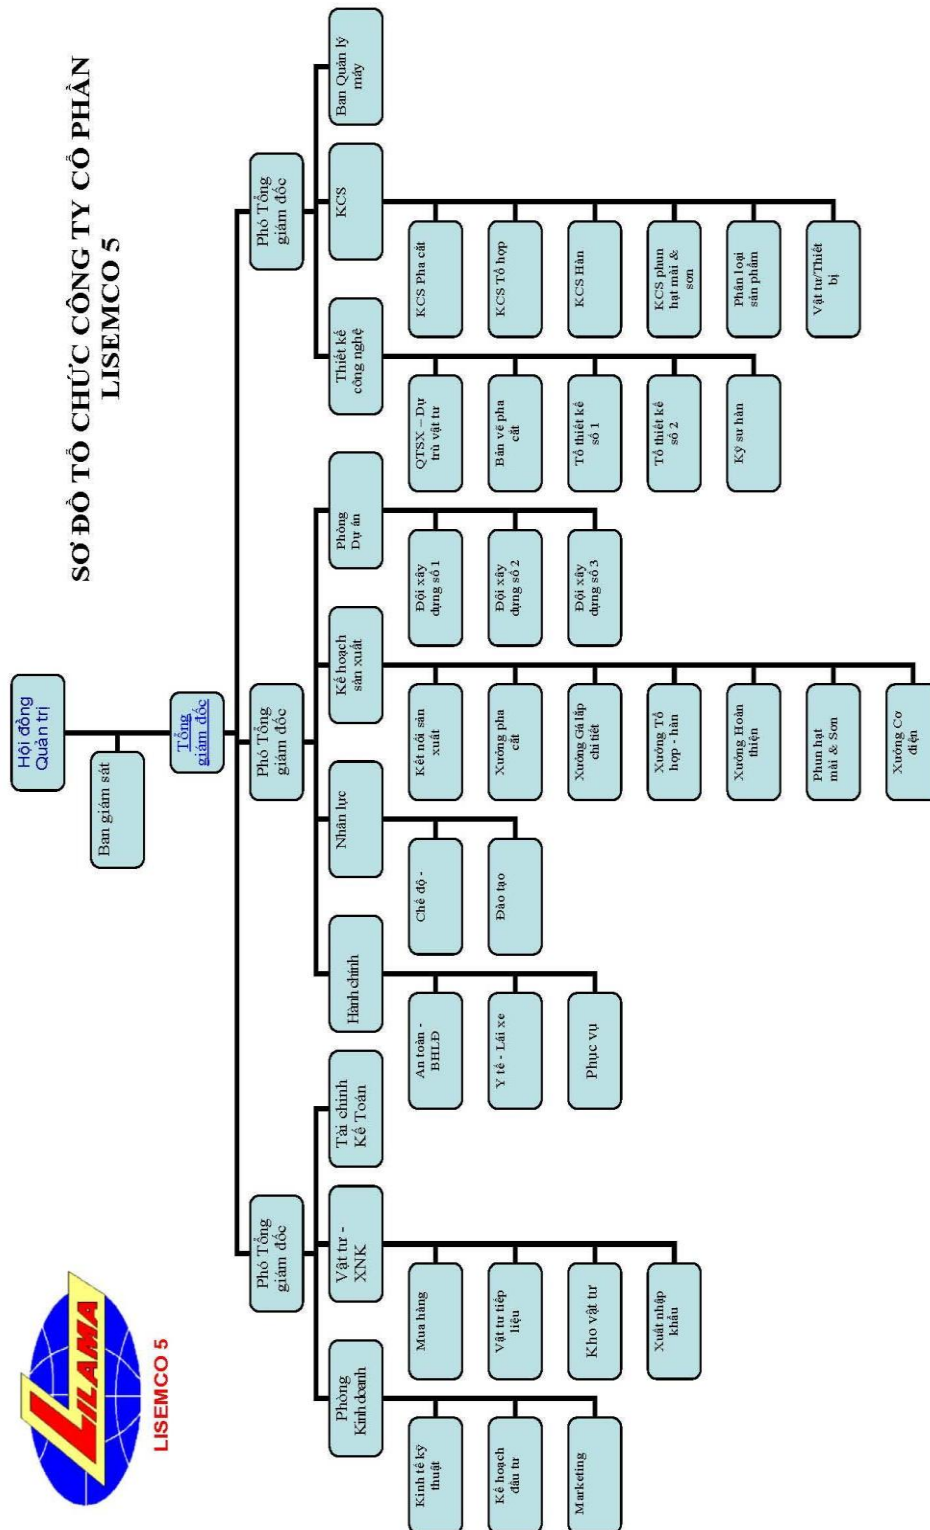 SƠ ĐỒ TỔ CHỨC CÔNG TY CỔ PHẦN
LISEMCO 5
LILAMA
LISEMCO 5
Hội đồng
Quản trị
Ban giám sát
Tổng
giám đốc
Phó Tổng
giám đốc
Phó Tổng
giám đốc
Phó Tổng
giám đốc
Phòng
Kinh doanh
Vật tư -
XNK
Tài chính
Kế Toán
Hành chính
Nhân lực
Kế hoạch
sản xuất
Phòng
Dự án
Thiết kế
công nghệ
KCS
Ban Quản lý
máy
Kinh tế kỹ
thuật
Kế hoạch
đầu tư
Marketing
Mua hàng
Vật tư tiếp
liệu
Kho vật tư
Xuất nhập
khẩu
An toàn -
BHLĐ
Y tế - Lái xe
Phục vụ
Chế độ -
Đào tạo
Kết nối sản
xuất
Xưởng pha
cắt
Xưởng Gá lắp
chi tiết
Xưởng Tổ
hợp - hàn
Xưởng Hoàn
thiện
Phun hạt
mài & Sơn
Xưởng Cơ
điện
Đội xây
dựng số 1
Đội xây
dựng số 2
Đội xây
dựng số 3
QTSX – Dự
trù vật tư
Bản vẽ pha
cắt
Tổ thiết kế
số 1
Tổ thiết kế
số 2
Kỹ sư hàn
KCS Pha cắt
KCS Tổ hợp
KCS Hàn
KCS phun
hạt mài &
sơn
Phân loại
sản phẩm
Vật tư/Thiết
bị